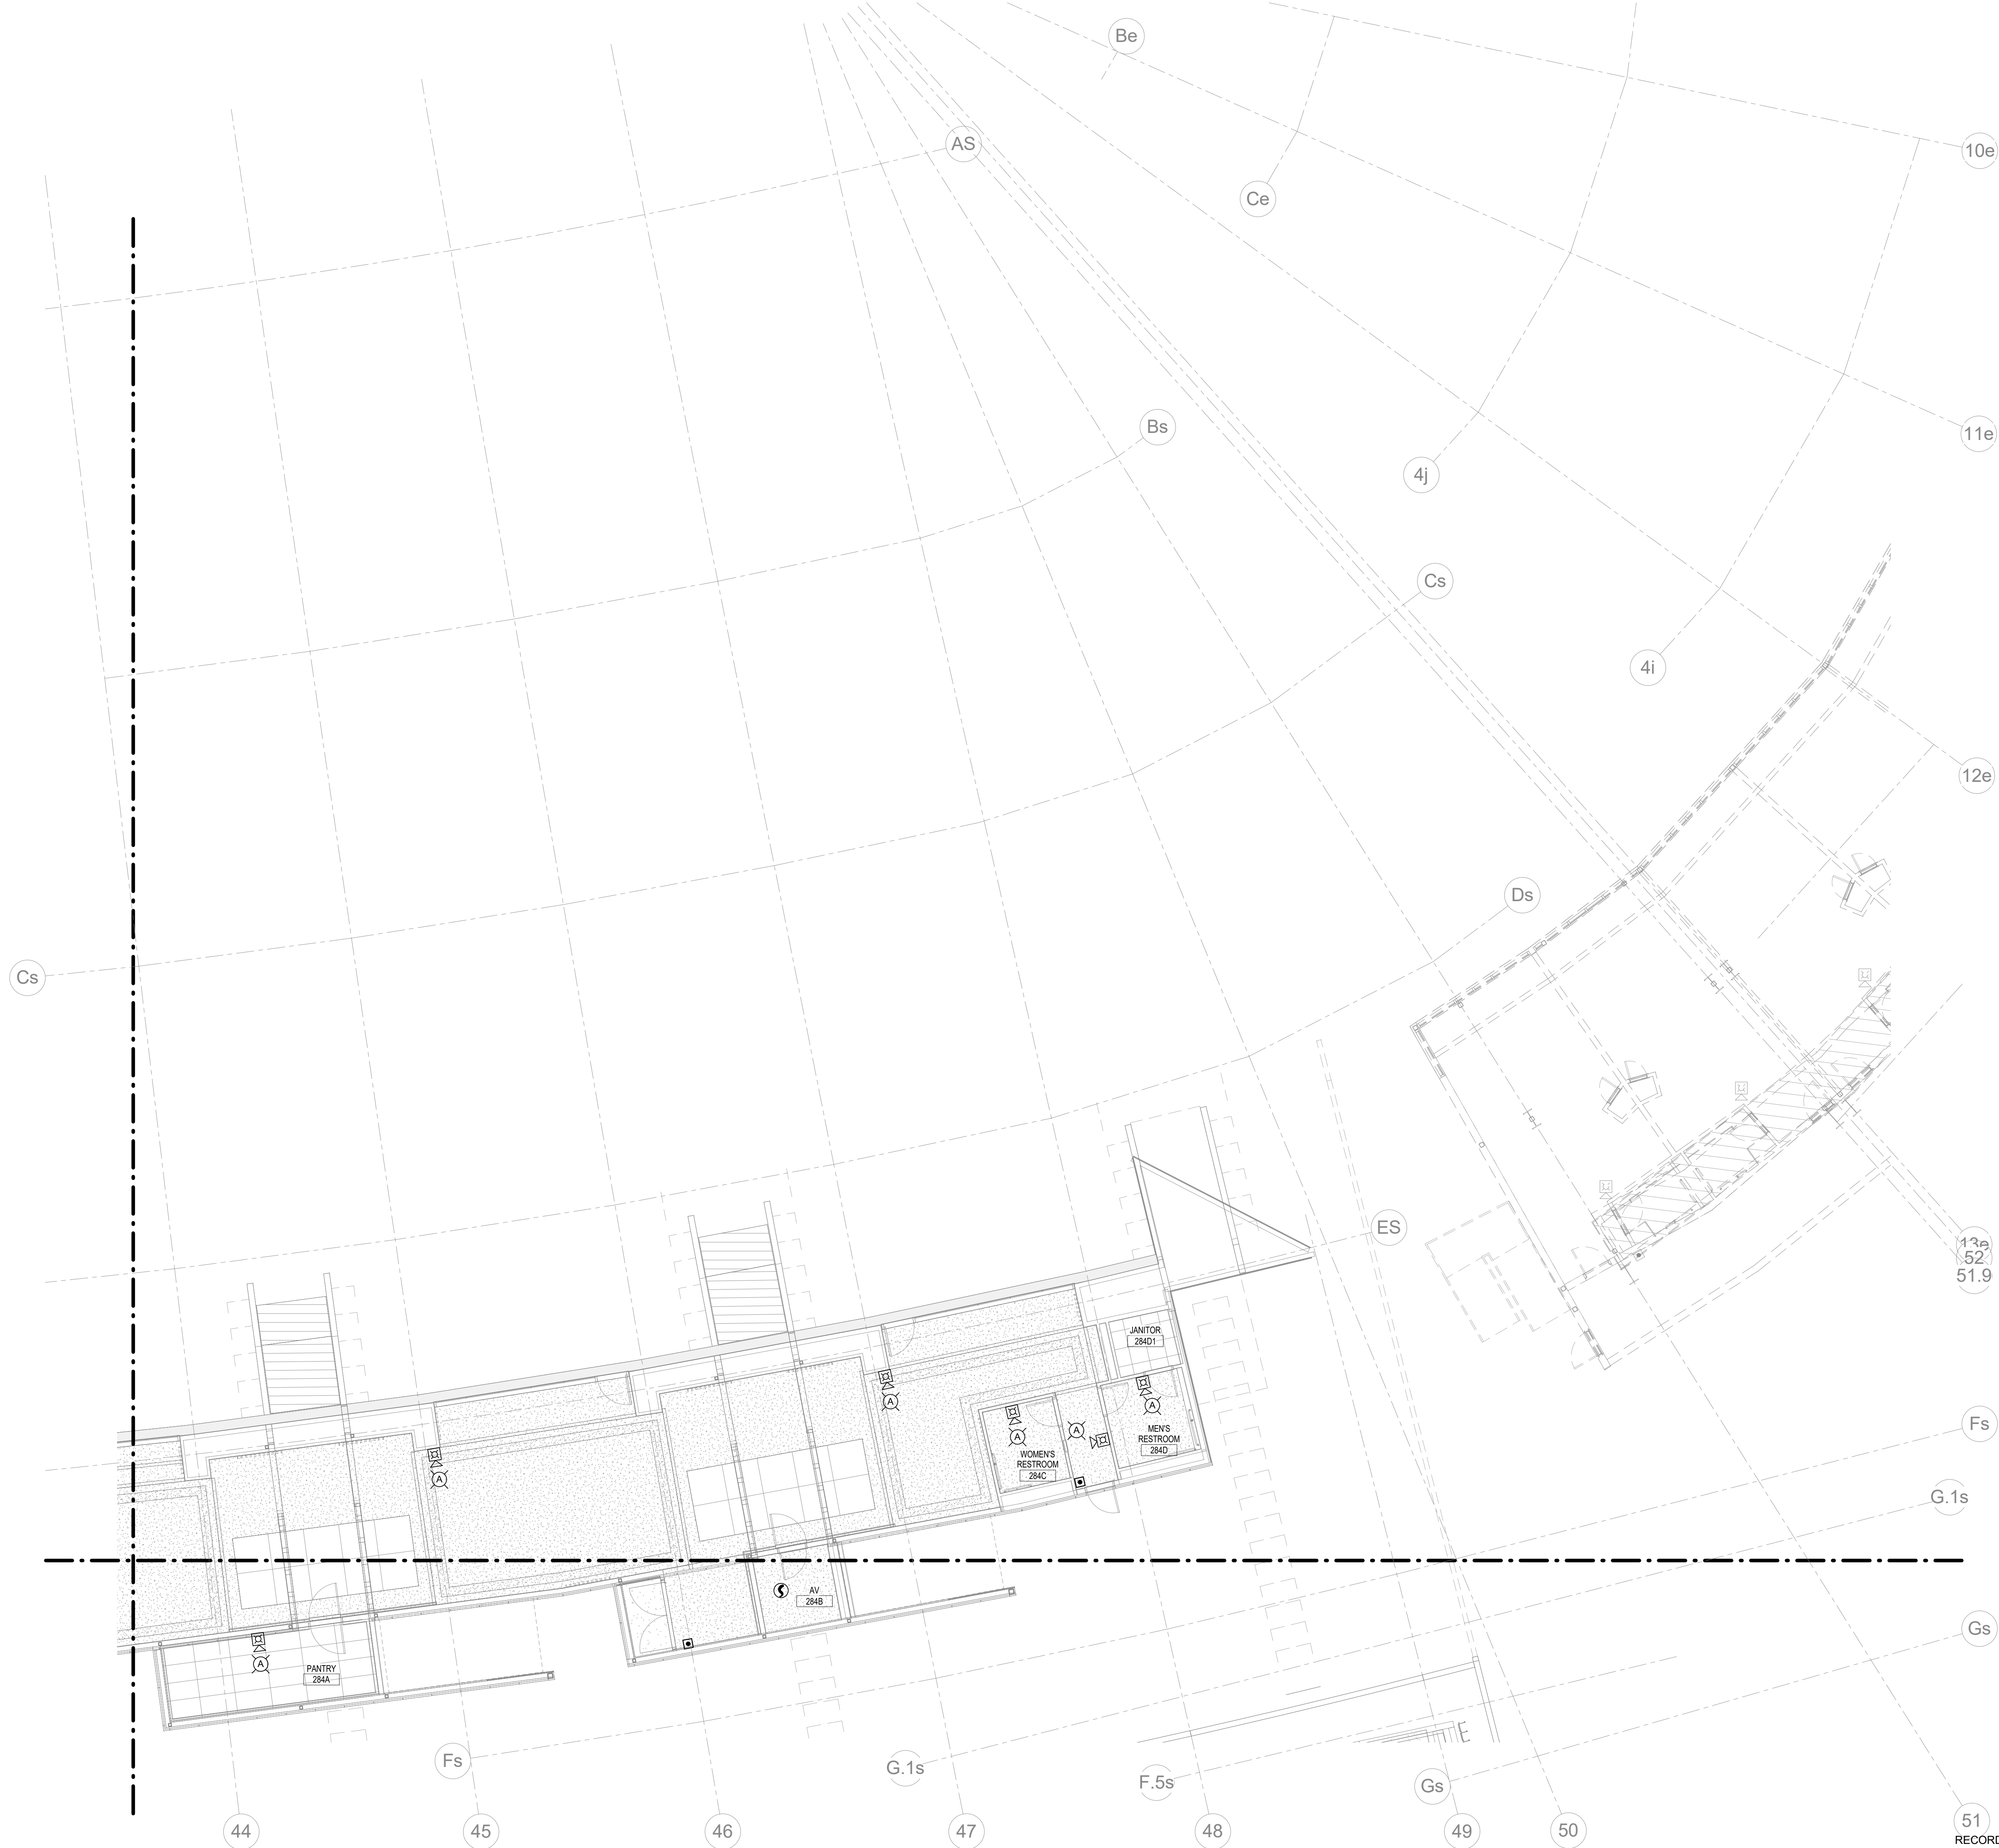 Be
AS
10e
Ce
Bs
11e
4j
Cs
4i
12e
Ds
Cs
ES
13e
52
51.9
JANITOR
284D1
A
A
A
MEN'S
RESTROOM
284D
A
WOMEN'S
RESTROOM
284C
A
Fs
G.1s
AV
284B
Gs
A
PANTRY
284A
Fs
G.1s
F.5s
Gs
44
45
46
47
48
49
50
51
RECORD